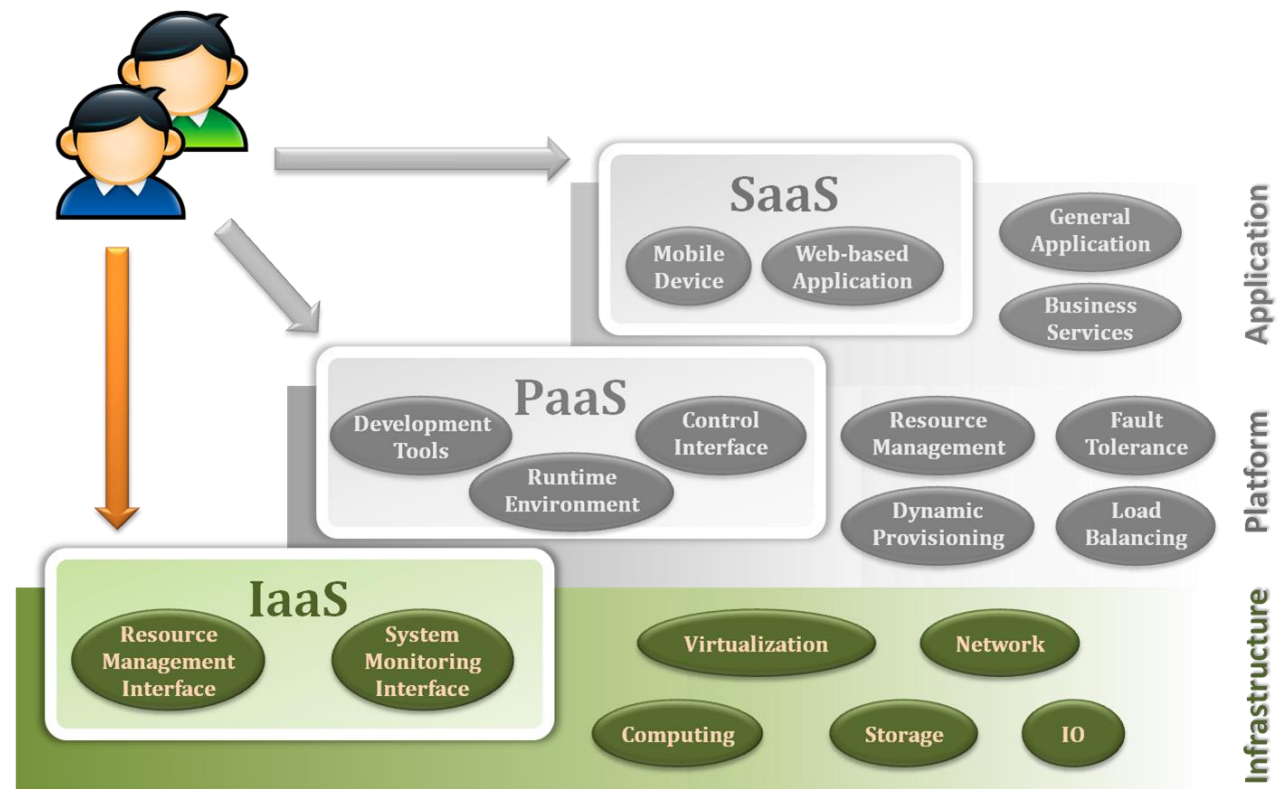 SaaS
Mobile
Device
Web-based
Application
General
Application
Business
Services
Application
PaaS
Development
Tools
Runtime
Environment
Control
Interface
Resource
Management
Fault
Tolerance
Dynamic
Provisioning
Load
Balancing
Platform
IaaS
Resource
Management
Interface
System
Monitoring
Interface
Virtualization
Network
Computing
Storage
IO
Infrastructure